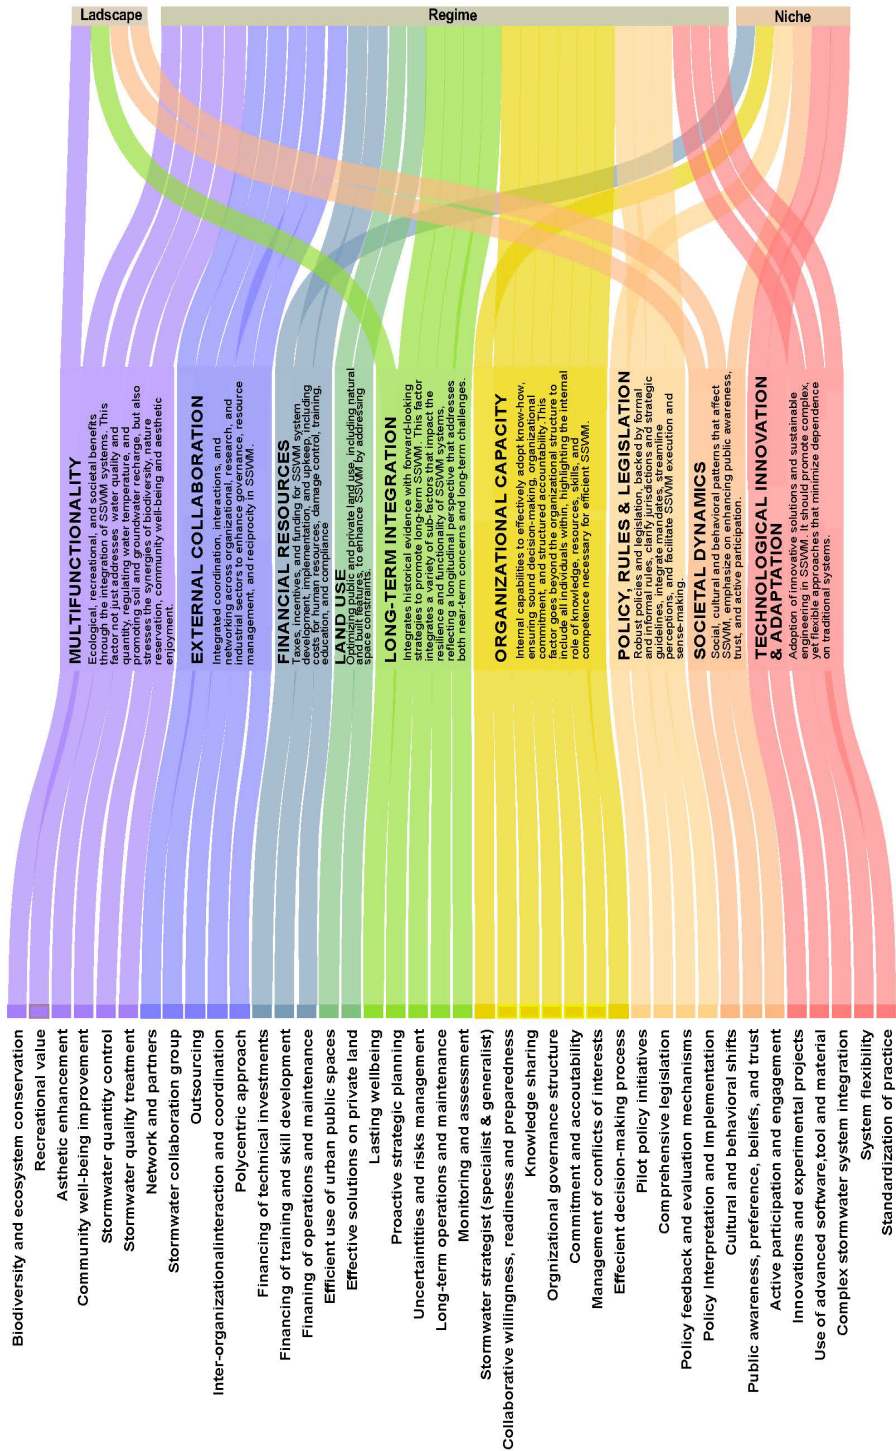 Ladscape
Regime
Niche
MULTIFUNCTIONALITY
Ecological, recreational, and societal benefits
through the integration of SSWM systems. This
factor not just addresses water quality and
quantity, regulating water temperature, and
promoting soil and groundwater recharge, but also
stresses the synergies of biodiversity, nature
reservation, community well-being and aesthetic
enjoyment.
EXTERNAL COLLABORATION
Integrated coordination, interactions, and
networking across organizational, research, and
industrial sectors to enhance governance, resource
management, and reciprocity in SSWM.
FINANCIAL RESOURCES
Taxes, incentives, and funding for SSWM system
development, implementation, and upkeep, including
costs for human resources, damage control, training,
education, and compliance
LAND USE
Optimizing public and private land use, including natural
and built features, to enhance SSWM by addressing
space constraints.
LONG-TERM INTEGRATION
Integrates historical evidence with forward-looking
strategies to promote long-term SSWM. This factor
integrates a variety of sub-factors that impact the
resilience and functionality of SSWM systems,
reflecting a longitudinal perspective that addresses
both near-term concerns and long-term challenges.
ORGANIZATIONAL CAPACITY
Internal capabilities to effectively adopt know-how,
ensuring sound decision-making, organizational
commitment, and structured accountability. This
factor goes beyond the organizational structure to
include all individuals within, highlighting the internal
role of knowledge, resources, skills, and
competence necessary for efficient SSWM.
POLICY, RULES & LEGISLATION
Robust policies and legislation, backed by formal
and informal rules, clarify jurisdictions and strategic
guidelines, integrate mandates, streamline
perceptions, and facilitate SSWM execution and
sense-making.
SOCIETAL DYNAMICS
Social, cultural and behavioral patterns that affect
SSWM, emphasize on enhancing public awareness,
trust, and active participation.
TECHNOLOGICAL INNOVATION
& ADAPTATION
Adoption of innovative solutions and sustainable
engineering in SSWM. It should promote complex,
yet flexible approaches that minimize dependence
on traditional systems.
Biodiversity and ecosystem conservation
Recreational value
Asthetic enhancement
Community well-being improvement
Stormwater quantity control
Stormwater quality treatment
Network and partners
Stormwater collaboration group
Outsourcing
Inter-organizationalinteraction and coordination
Polycentric approach
Financing of technical investments
Financing of training and skill development
Finaning of operations and maintenance
Efficient use of urban public spaces
Effective solutions on private land
Lasting wellbeing
Proactive strategic planning
Uncertainties and risks management
Long-term operations and maintenance
Monitoring and assessment
Stormwater strategist (specialist & generalist)
Collaborative willingness, readiness and preparedness
Knowledge sharing
Orgnizational governance structure
Commitment and accoutability
Management of conflicts of interests
Effecient decision-making process
Pilot policy initiatives
Comprehensive legislation
Policy feedback and evaluation mechanisms
Policy Interpretation and Implementation
Cultural and behavioral shifts
Public awareness, preference, beliefs, and trust
Active participation and engagement
Innovations and experimental projects
Use of advanced software,tool and material
Complex stormwater system integration
System flexibility
Standardization of practice